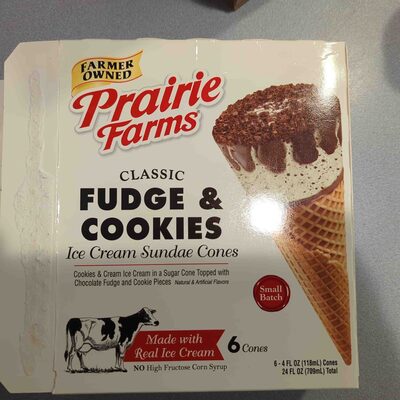 FARMER
OWNED
Prairie
Farms®
CLASSIC
FUDGE &
COOKIES
Ice Cream Sundae Cones
Cookies & Cream Ice Cream in a Sugar Cone Topped with
Chocolate Fudge and Cookie Pieces Natural & Artificial Flavors
Small
Batch
Made with
Real Ice Cream
6 Cones
NO High Fructose Corn Syrup
6 - 4 FL OZ (118mL) Cones
24 FL OZ (709mL) Total